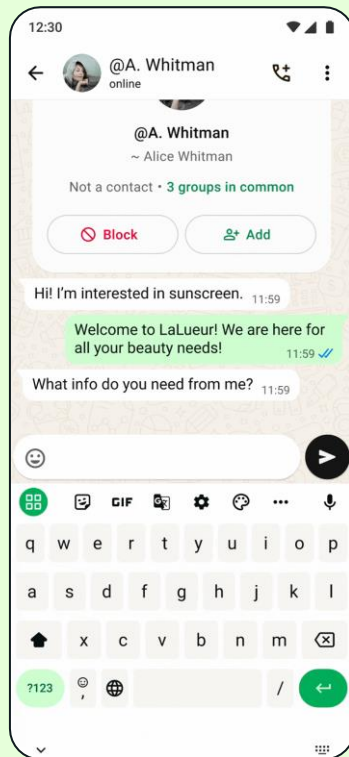 12:30
@A. Whitman
online
@A. Whitman
~ Alice Whitman
Not a contact • 3 groups in common
Block
Add
Hi! I’m interested in sunscreen. 11:59
Welcome to LaLueur! We are here for
all your beauty needs! 11:59
What info do you need from me? 11:59
GIF
q w e r t y u i o p
a s d f g h j k l
x c v b n m
?123 , /